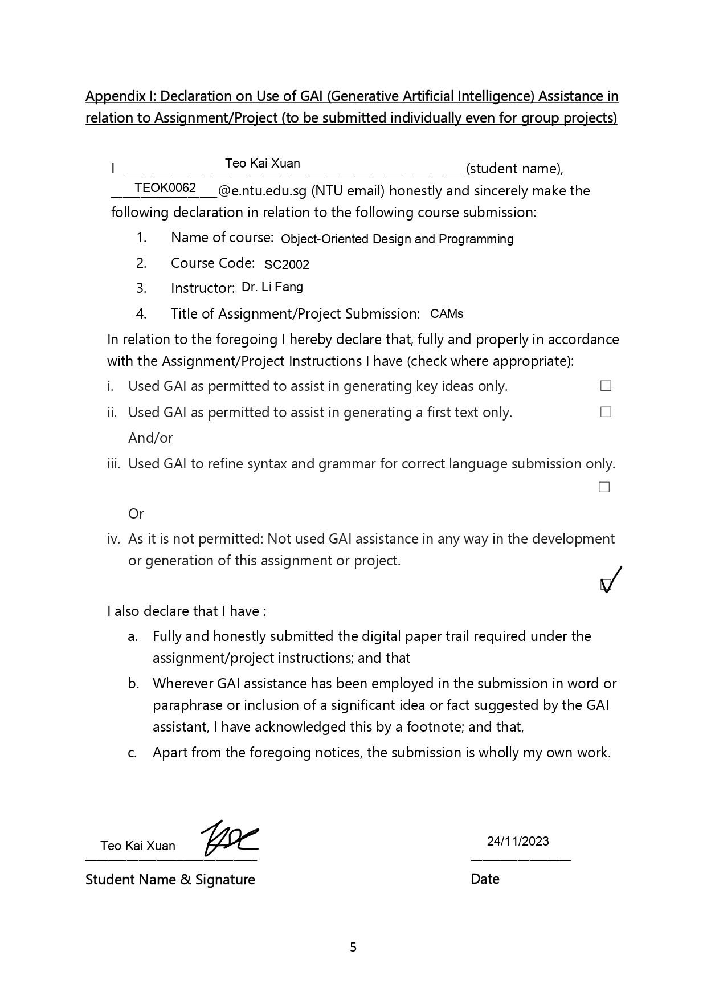 Appendix I: Declaration on Use of GAI (Generative Artificial Intelligence) Assistance in
relation to Assignment/Project (to be submitted individually even for group projects)
I Teo Kai Xuan (student name),
TEOK0062 @e.ntu.edu.sg (NTU email) honestly and sincerely make the
following declaration in relation to the following course submission:
1. Name of course: Object-Oriented Design and Programming
2. Course Code: SC2002
3. Instructor: Dr. Li Fang
4. Title of Assignment/Project Submission: CAMs
In relation to the foregoing I hereby declare that, fully and properly in accordance
with the Assignment/Project Instructions I have (check where appropriate):
i. Used GAI as permitted to assist in generating key ideas only. ☐
ii. Used GAI as permitted to assist in generating a first text only. ☐
And/or
iii. Used GAI to refine syntax and grammar for correct language submission only.
☐
Or
iv. As it is not permitted: Not used GAI assistance in any way in the development
or generation of this assignment or project.
☑
I also declare that I have :
a. Fully and honestly submitted the digital paper trail required under the
assignment/project instructions; and that
b. Wherever GAI assistance has been employed in the submission in word or
paraphrase or inclusion of a significant idea or fact suggested by the GAI
assistant, I have acknowledged this by a footnote; and that,
c. Apart from the foregoing notices, the submission is wholly my own work.
Teo Kai Xuan 24/11/2023
Student Name & Signature Date
5